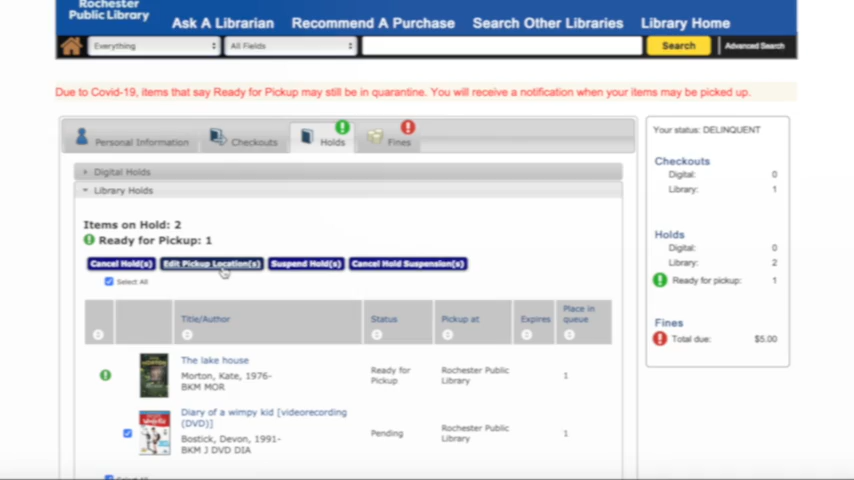 Rochester
Public Library
Ask A Librarian
Recommend A Purchase
Search Other Libraries
Library Home
Everything
All Fields
Search
Advanced Search
Due to Covid-19, items that say Ready for Pickup may still be in quarantine. You will receive a notification when your items may be picked up.
Personal Information
Checkouts
Holds
Fines
Digital Holds
Library Holds
Items on Hold: 2
Ready for Pickup: 1
Cancel Hold(s)
Edit Pickup Location(s)
Suspend Hold(s)
Cancel Hold Suspension(s)
Select All
Title/Author
Status
Pickup at
Expires
Place in
queue
The lake house
Morton, Kate, 1976-
BKM MOR
Ready for
Pickup
Rochester Public
Library
1
Diary of a wimpy kid [videorecording
(DVD)]
Bostick, Devon, 1991-
BKM J DVD DIA
Pending
Rochester Public
Library
1
Your status: DELINQUENT
Checkouts
Digital: 0
Library: 1
Holds
Digital: 0
Library: 2
Ready for pickup: 1
Fines
Total due: $5.00